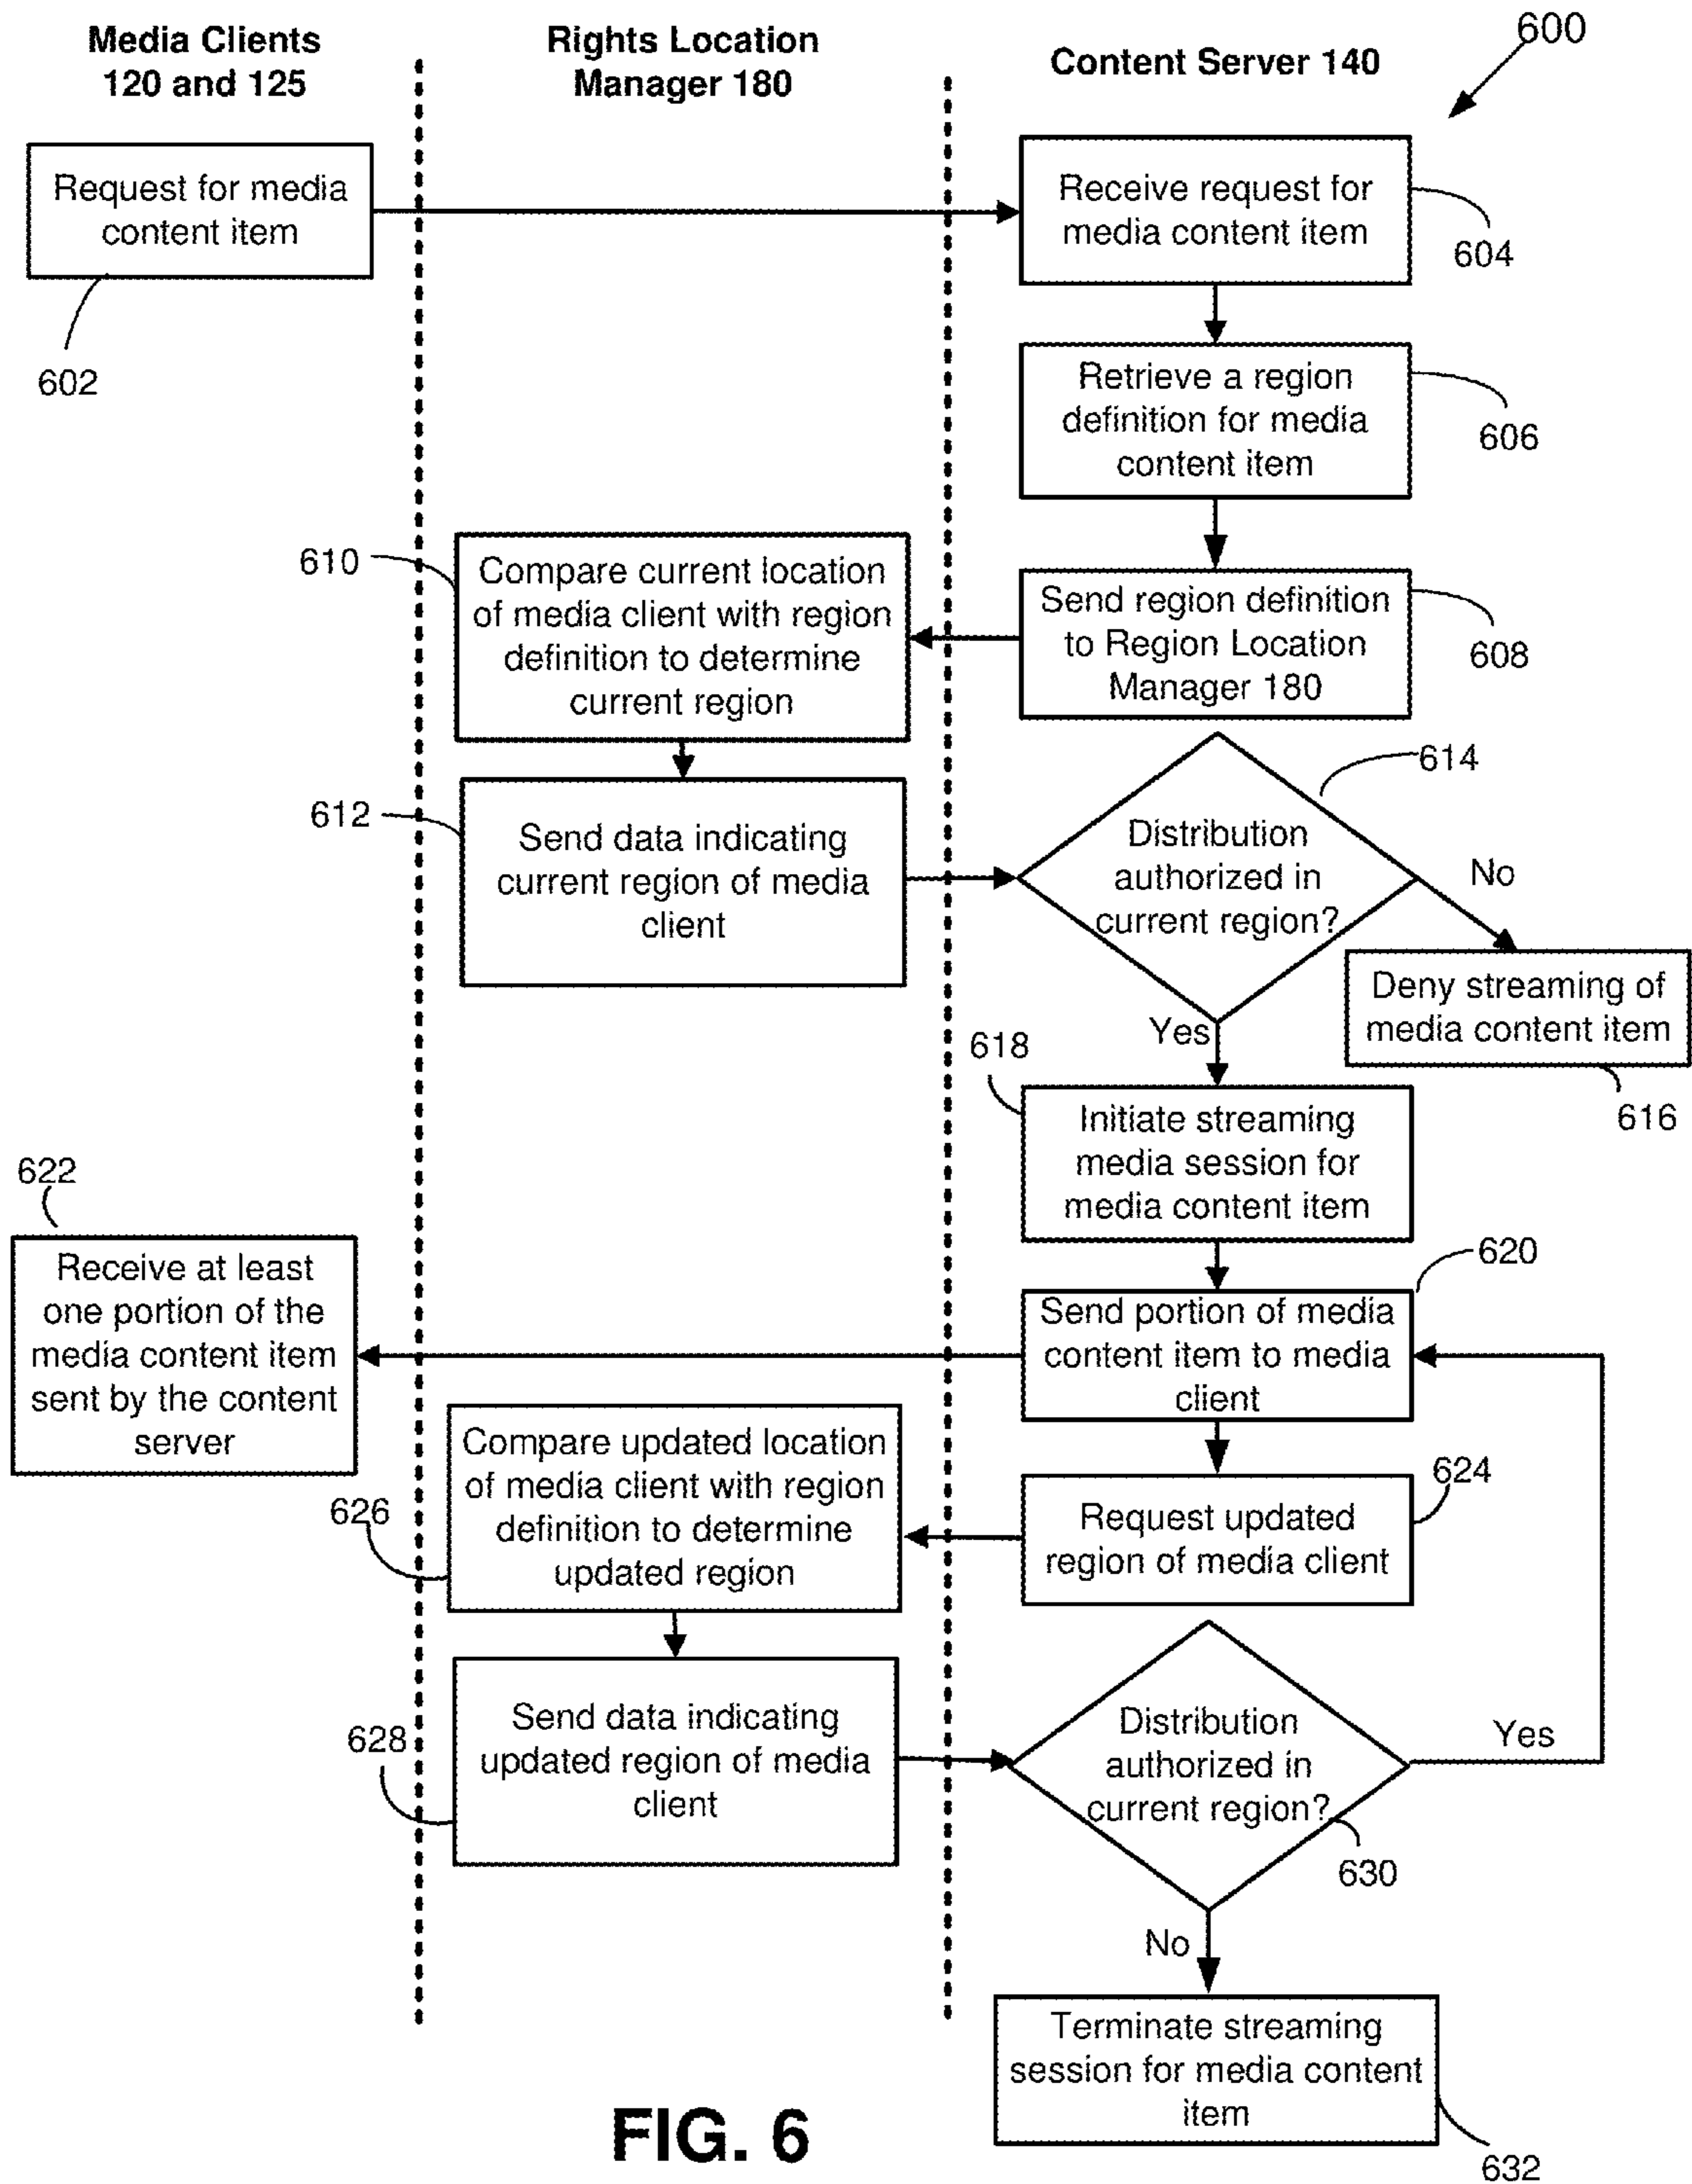 Media Clients
120 and 125
Rights Location
Manager 180
Content Server 140
600
Request for media
content item
602
Receive request for
media content item
604
Retrieve a region
definition for media
content item
606
Send region definition
to Region Location
Manager 180
608
610
Compare current location
of media client with region
definition to determine
current region
612
Send data indicating
current region of media
client
614
Distribution
authorized in
current region?
No
Deny streaming of
media content item
616
Yes
618
Initiate streaming
media session for
media content item
620
Send portion of media
content item to media
client
622
Receive at least
one portion of the
media content item
sent by the content
server
624
Request updated
region of media client
626
Compare updated location
of media client with region
definition to determine
updated region
628
Send data indicating
updated region of media
client
Distribution
authorized in
current region?
630
Yes
No
Terminate streaming
session for media content
item
632
FIG. 6